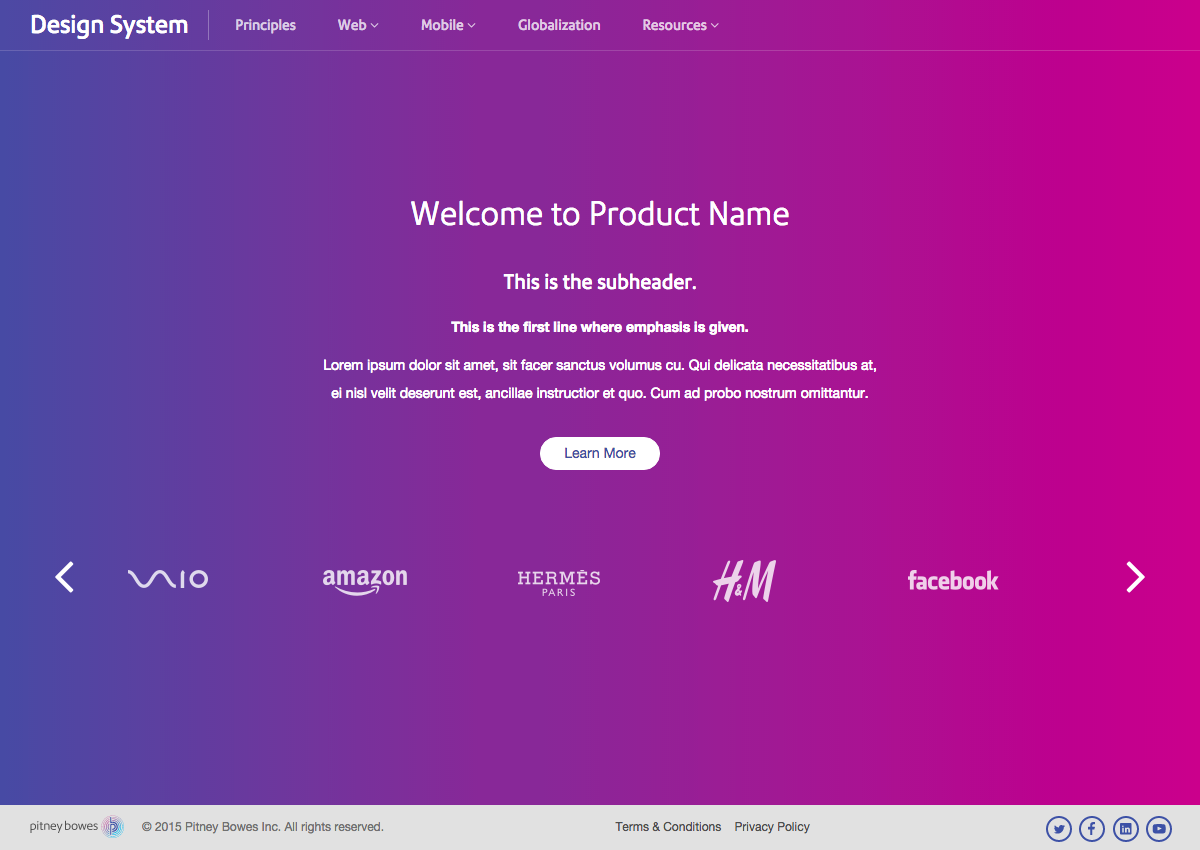 Design System
Principles
Web
Mobile
Globalization
Resources
Welcome to Product Name
This is the subheader.
This is the first line where emphasis is given.
Lorem ipsum dolor sit amet, sit facer sanctus volumus cu. Qui delicata necessitatibus at,
ei nisl velit deserunt est, ancillae instructior et quo. Cum ad probo nostrum omittantur.
Learn More
VAIO
amazon
HERMÈS
PARIS
H&M
facebook
pitney bowes
© 2015 Pitney Bowes Inc. All rights reserved.
Terms & Conditions
Privacy Policy